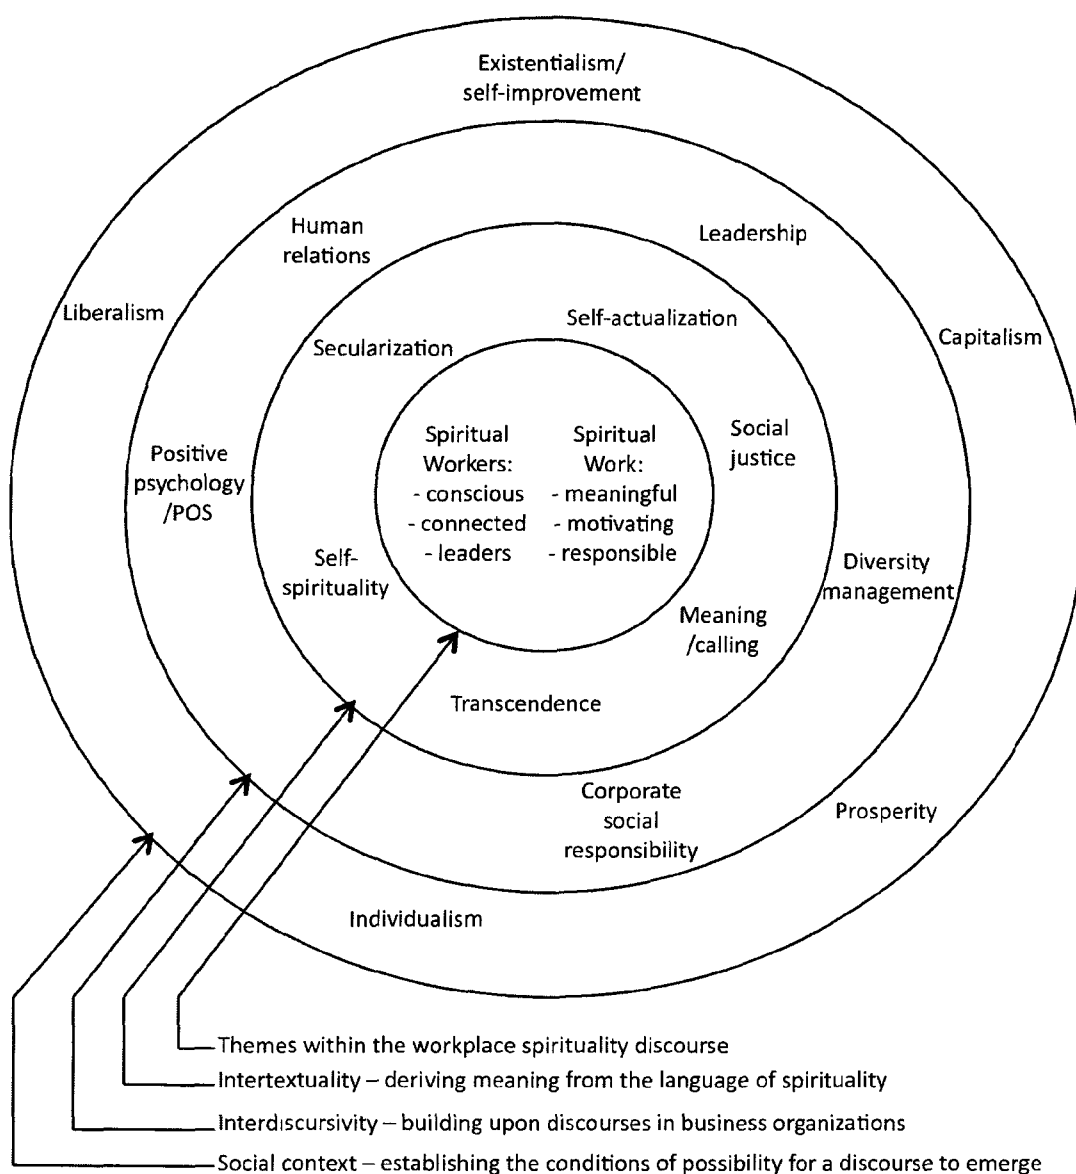 Existentialism/
self-improvement
Human
relations
Leadership
Liberalism
Self-actualization
Capitalism
Secularization
Spiritual
Workers:
- conscious
- connected
- leaders
Spiritual
Work:
- meaningful
- motivating
- responsible
Social
justice
Positive
psychology
/POS
Self-
spirituality
Diversity
management
Meaning
/calling
Transcendence
Corporate
social
responsibility
Prosperity
Individualism
Themes within the workplace spirituality discourse
Intertextuality – deriving meaning from the language of spirituality
Interdiscursivity – building upon discourses in business organizations
Social context – establishing the conditions of possibility for a discourse to emerge